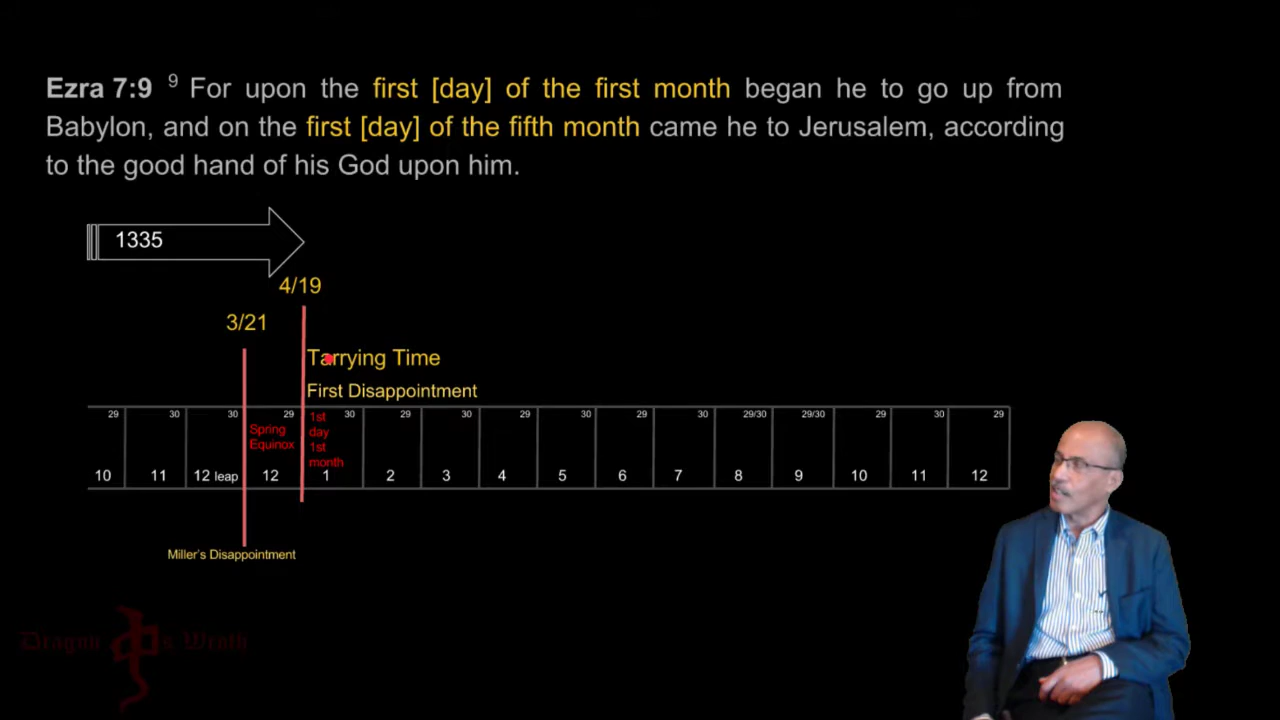 Ezra 7:9 9 For upon the first [day] of the first month began he to go up from
Babylon, and on the first [day] of the fifth month came he to Jerusalem, according
to the good hand of his God upon him.
1335
4/19
3/21
Tarrying Time
First Disappointment
29 30 30 29 30 29 30 29 30 29 30 29/30 29/30 29 30 29
Spring
Equinox
1st
day
1st
month
10 11 12 leap 12 1 2 3 4 5 6 7 8 9 10 11 12
Miller's Disappointment
Dragon s Wroth